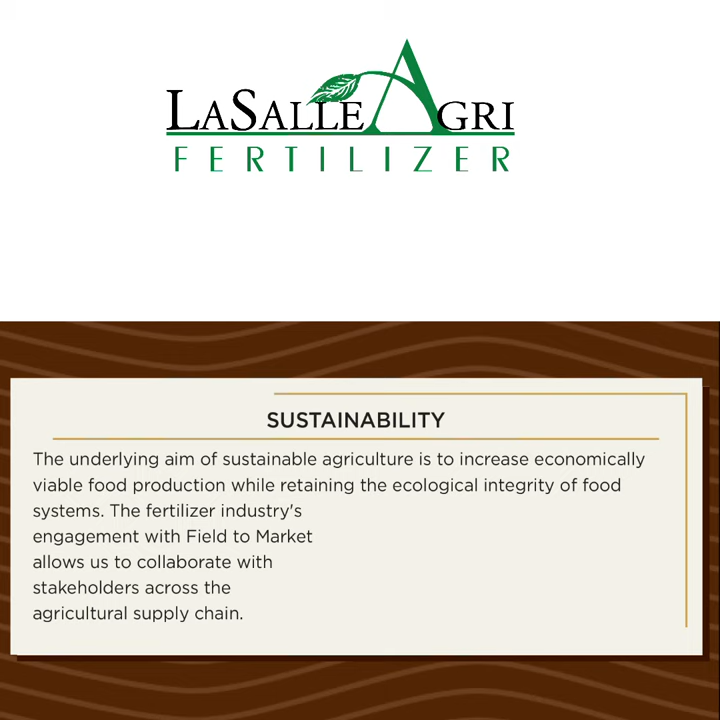 LASALLE AGRI
FERTILIZER
SUSTAINABILITY
The underlying aim of sustainable agriculture is to increase economically
viable food production while retaining the ecological integrity of food
systems. The fertilizer industry's
engagement with Field to Market
allows us to collaborate with
stakeholders across the
agricultural supply chain.